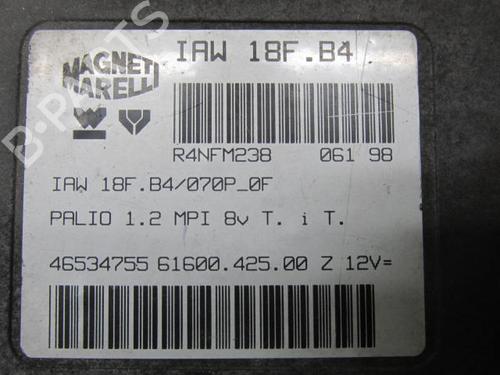 IAW 18F.B4
MAGNETI
MARELLI
R4NFM238 061 98
IAW 18F.B4/070P_0F
PALIO 1.2 MPI 8v T. i T.
46534755 61600.425.00 Z 12V=
B-PARTS